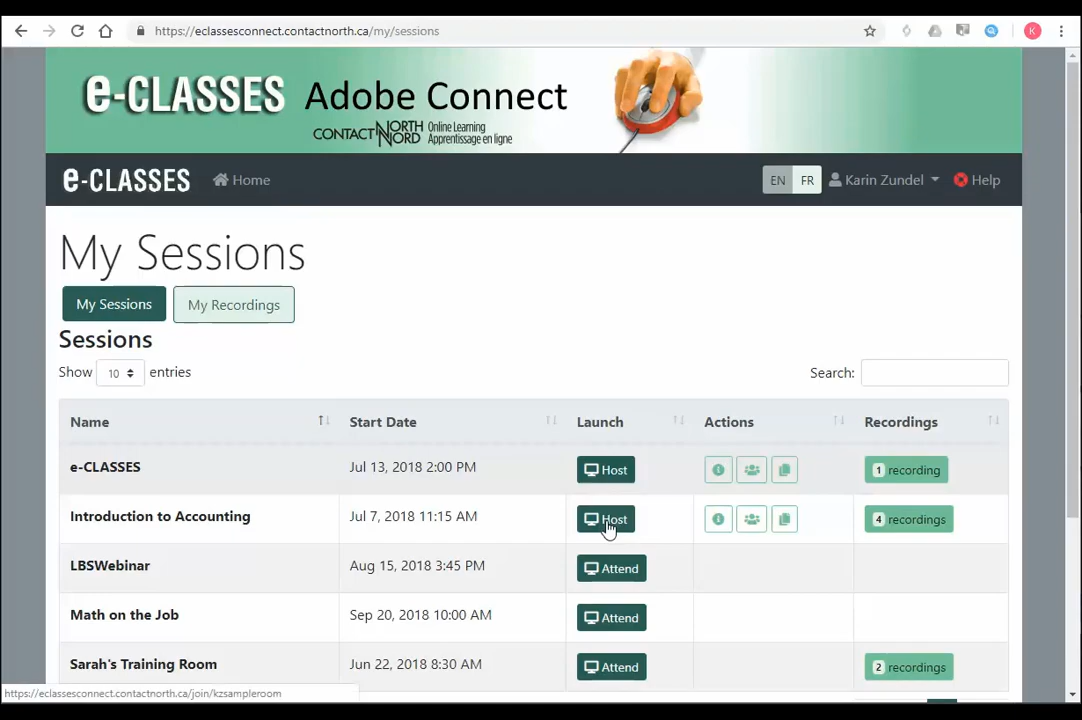 https://eclassesconnect.contactnorth.ca/my/sessions
K
e-CLASSES Adobe Connect
CONTACT NORTH NORD Online Learning Apprentissage en ligne
e-CLASSES Home EN FR Karin Zundel Help
My Sessions
My Sessions My Recordings
Sessions
Show 10 entries Search:
Name Start Date Launch Actions Recordings
e-CLASSES Jul 13, 2018 2:00 PM Host 1 recording
Introduction to Accounting Jul 7, 2018 11:15 AM Host 4 recordings
LBSWebinar Aug 15, 2018 3:45 PM Attend
Math on the Job Sep 20, 2018 10:00 AM Attend
Sarah's Training Room Jun 22, 2018 8:30 AM Attend 2 recordings
https://eclassesconnect.contactnorth.ca/join/kzsampleroom